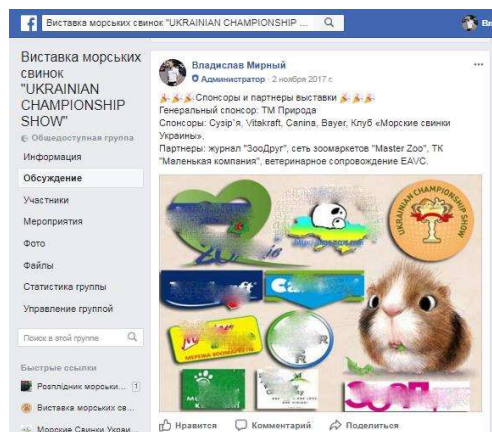 Виставка морських свинок "UKRAINIAN CHAMPIONSHIP ...
Виставка морських
свинок
"UKRAINIAN
CHAMPIONSHIP
SHOW"
Общедоступная группа
Информация
Обсуждение
Участники
Мероприятия
Фото
Файлы
Статистика группы
Управление группой
Поиск в этой группе
Быстрые ссылки
Розплідник морськи... 1
Виставка морських св...
Морские Свинки Украи...
Владислав Мирный
Администратор · 2 ноября 2017 г.
Спонсоры и партнеры выставки
Генеральный спонсор: ТМ Природа
Спонсоры: Сузір'я, Vitakraft, Canina, Bayer, Клуб «Морские свинки
Украины»,
Партнеры: журнал "ЗооДруг", сеть зоомаркетов "Master Zoo", ТК
"Маленькая компания", ветеринарное сопровождение EAVC.
UKRAINIAN CHAMPIONSHIP SHOW
МЕРЕЖА ЗООМАРКЕТІВ
Нравится Комментарий Поделиться